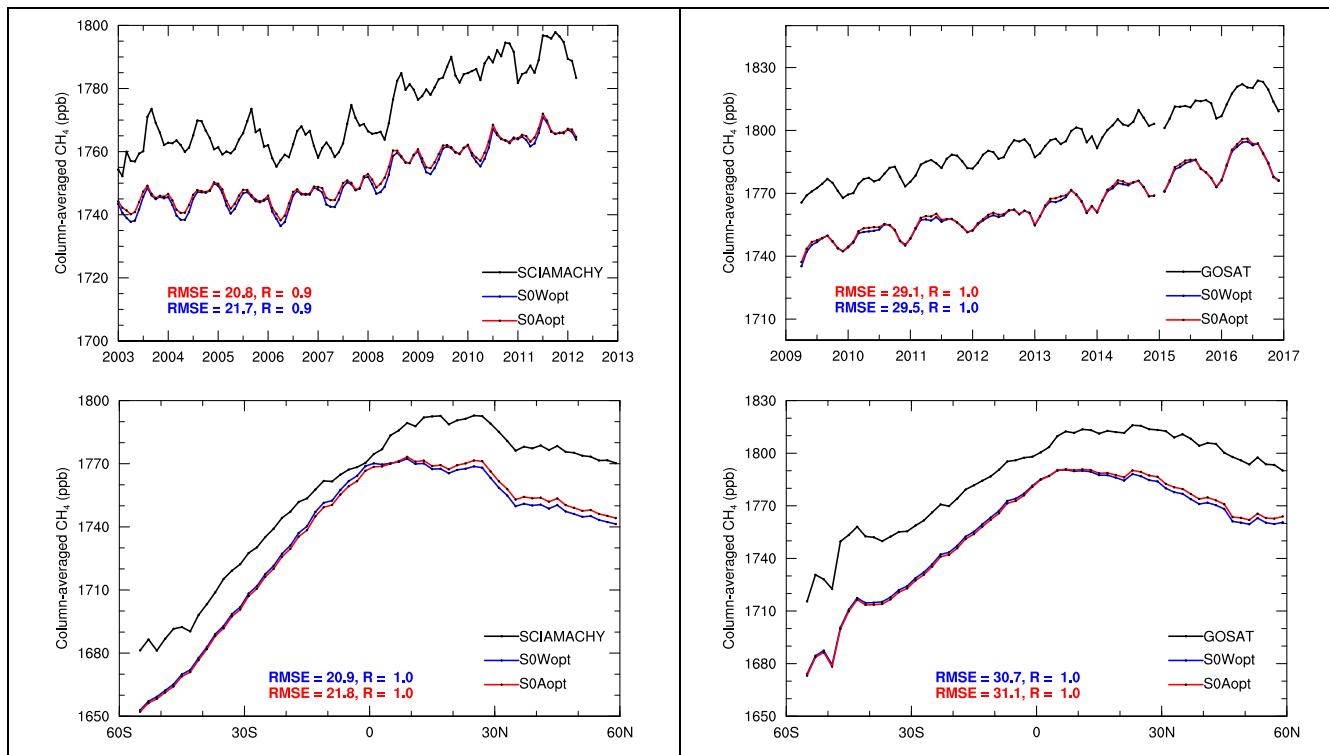 1800
1780
1760
1740
1720
1700
Column-averaged CH4 (ppb)
SCIAMACHY
S0Wopt
S0Aopt
RMSE = 20.8, R = 0.9
RMSE = 21.7, R = 0.9
2003 2004 2005 2006 2007 2008 2009 2010 2011 2012 2013
1830
1800
1770
1740
1710
Column-averaged CH4 (ppb)
GOSAT
S0Wopt
S0Aopt
RMSE = 29.1, R = 1.0
RMSE = 29.5, R = 1.0
2009 2010 2011 2012 2013 2014 2015 2016 2017
1800
1770
1740
1710
1680
1650
Column-averaged CH4 (ppb)
SCIAMACHY
S0Wopt
S0Aopt
RMSE = 20.9, R = 1.0
RMSE = 21.8, R = 1.0
60S 30S 0 30N 60N
1830
1800
1770
1740
1710
1680
1650
Column-averaged CH4 (ppb)
GOSAT
S0Wopt
S0Aopt
RMSE = 30.7, R = 1.0
RMSE = 31.1, R = 1.0
60S 30S 0 30N 60N